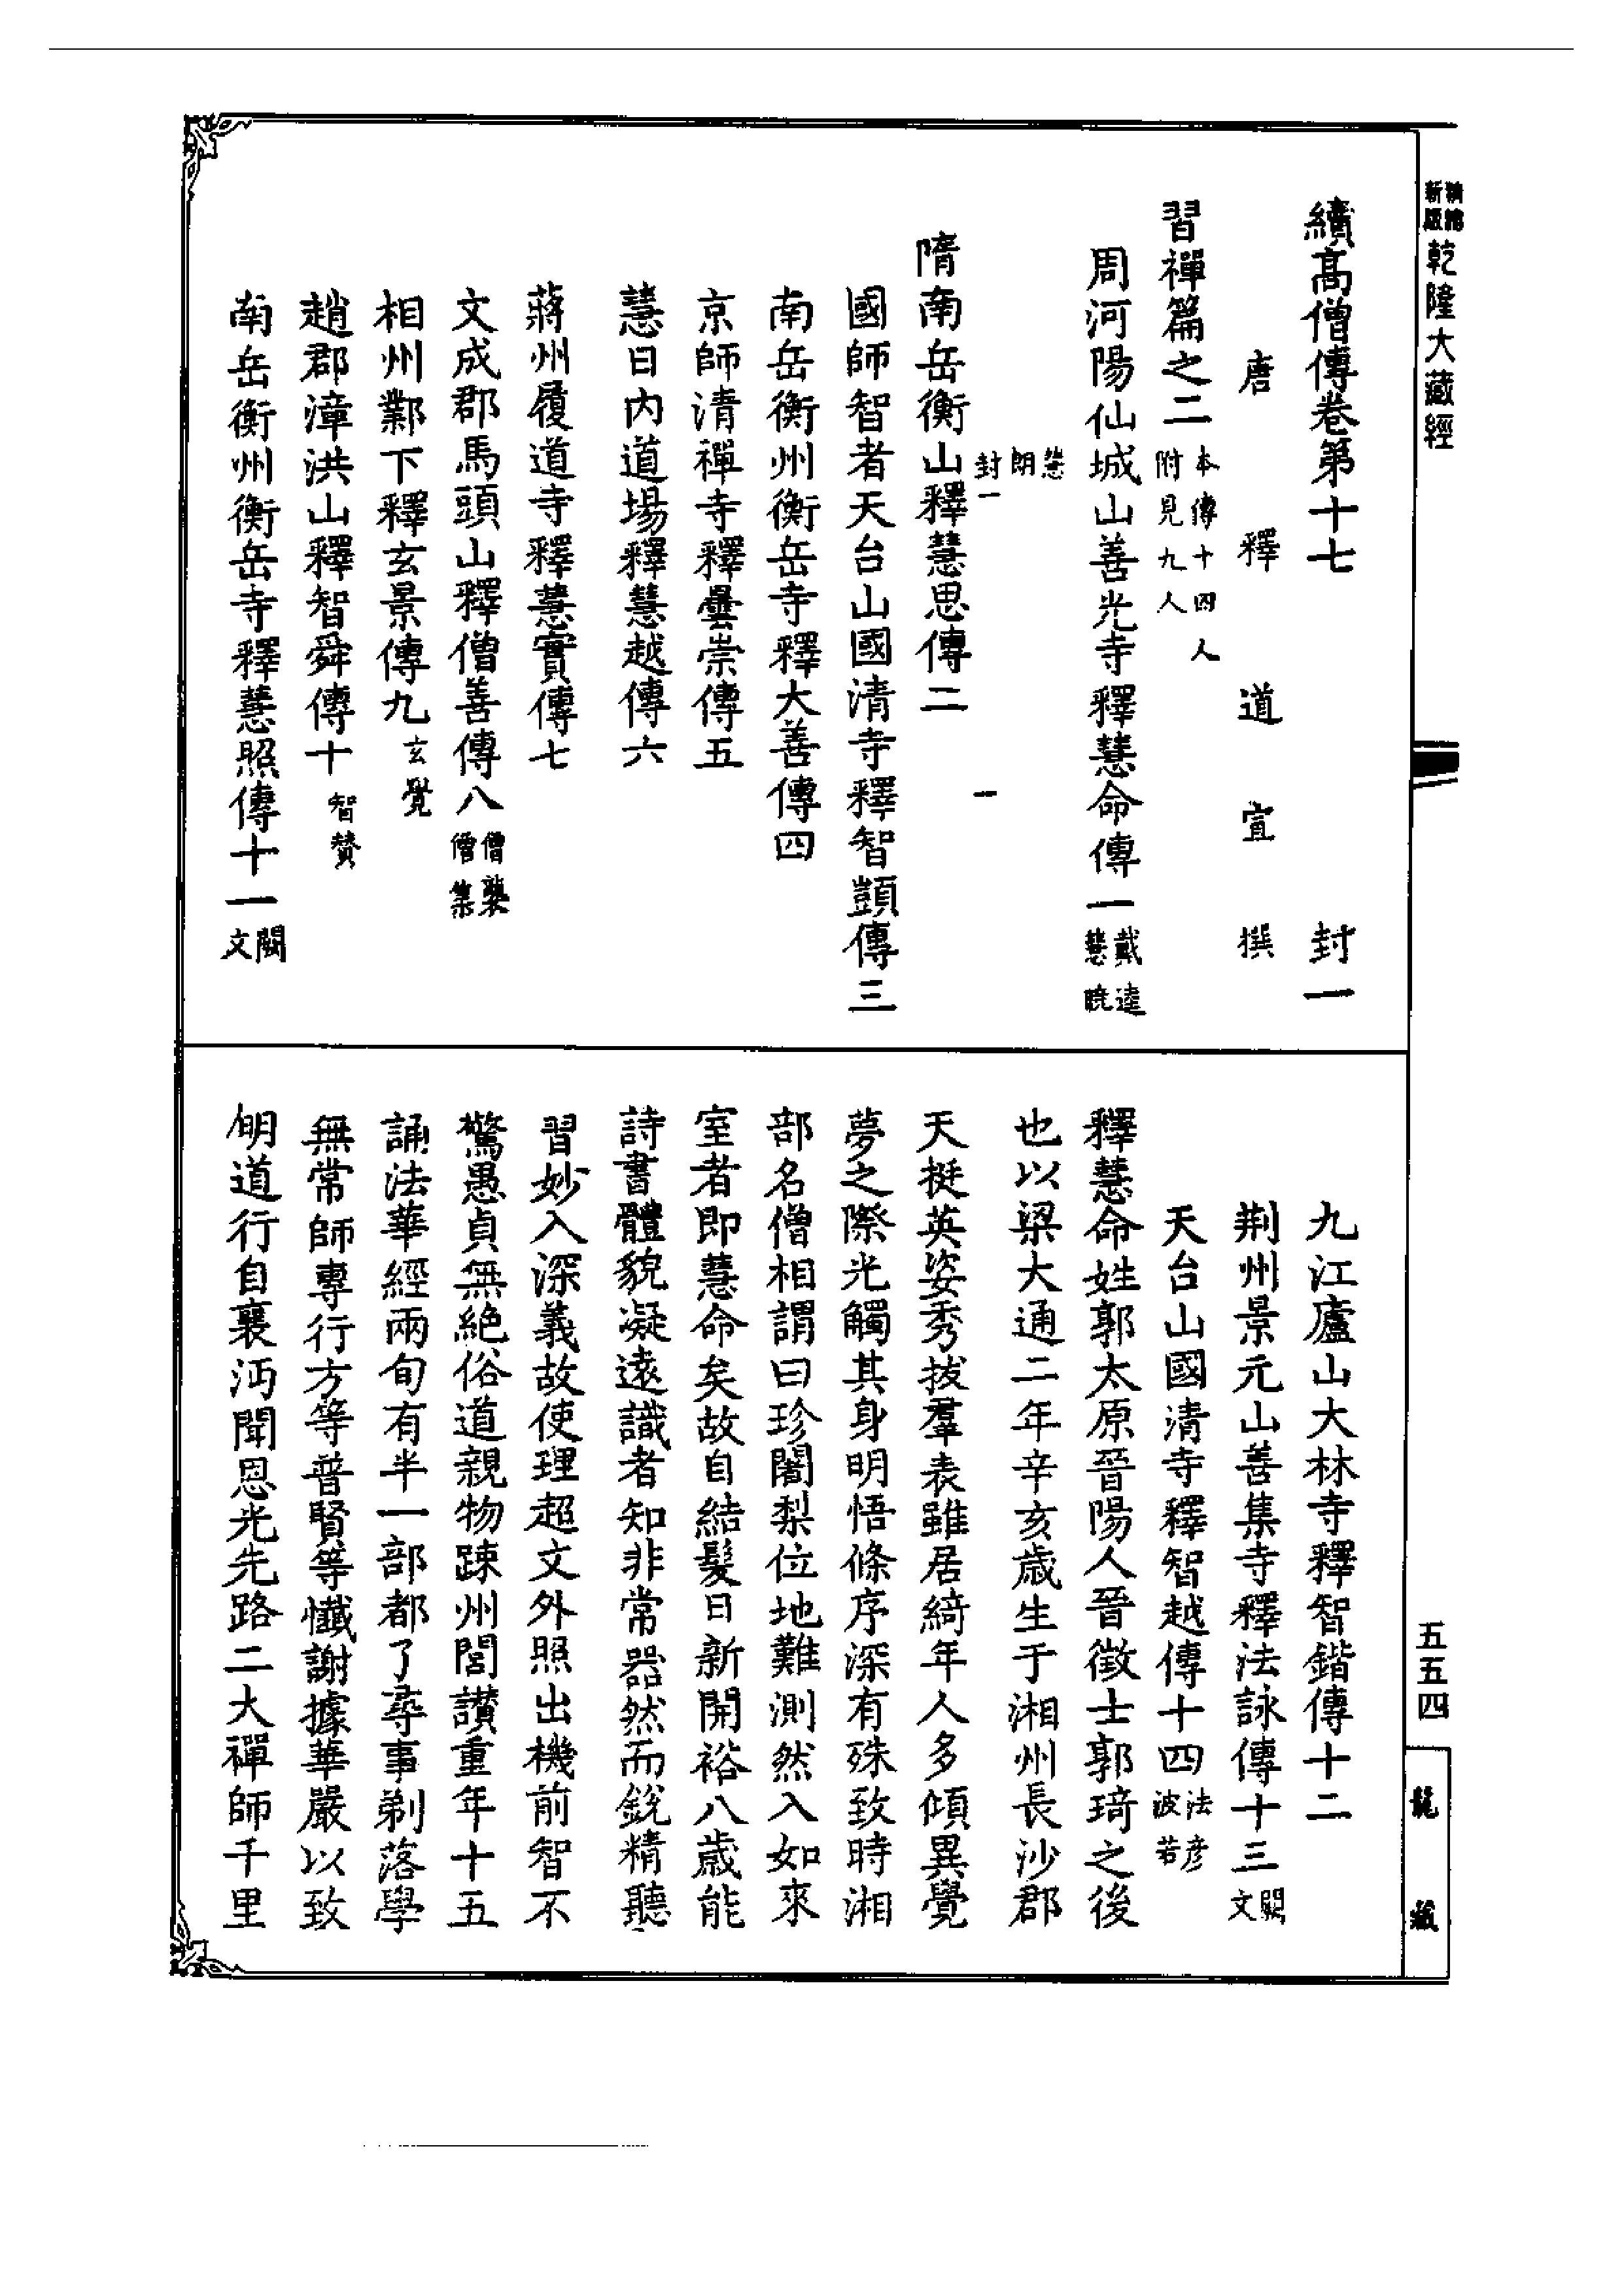 精縮新版乾隆大藏經
續高僧傳卷第十七 封一
唐釋道宣撰
習禪篇之二 本傳十四人附見九人
周河陽仙城山善光寺釋慧命傳一 戴逵慧曉
慧朗
封一 一
隋南岳衡山釋慧思傳二
國師智者天台山國清寺釋智顗傳三
南岳衡州衡岳寺釋大善傳四
京師清禪寺釋曇崇傳五
慧日內道場釋慧越傳六
蔣州履道寺釋慧實傳七
文成郡馬頭山釋僧善傳八 僧襲僧集
相州鄴下釋玄景傳九 玄覺
趙郡漳洪山釋智舜傳十 智贊
南岳衡州衡岳寺釋慧照傳十一 闕文
九江廬山大林寺釋智鍇傳十二
荊州景元山善集寺釋法詠傳十三 闕文
天台山國清寺釋智越傳十四 法彥波若
釋慧命姓郭太原晉陽人晉徵士郭琦之後
也以梁大通二年辛亥歲生于湘州長沙郡
天挺英姿秀拔羣表雖居綺年人多傾異覺
夢之際光觸其身明悟條序深有殊致時湘
部名僧相謂曰珍闍梨位地難測然入如來
室者即慧命矣故自結髮日新開裕八歲能
詩書體貌凝遠識者知非常器然而銳精聽
習妙入深義故使理超文外照出機前智不
驚愚貞無絕俗道親物踈州閭讃重年十五
誦法華經兩旬有半一部都了尋事剃落學
無常師專行方等普賢等懺謝據華嚴以致
明道行自襄沔聞恩光先路二大禪師千里
五五四
龍藏